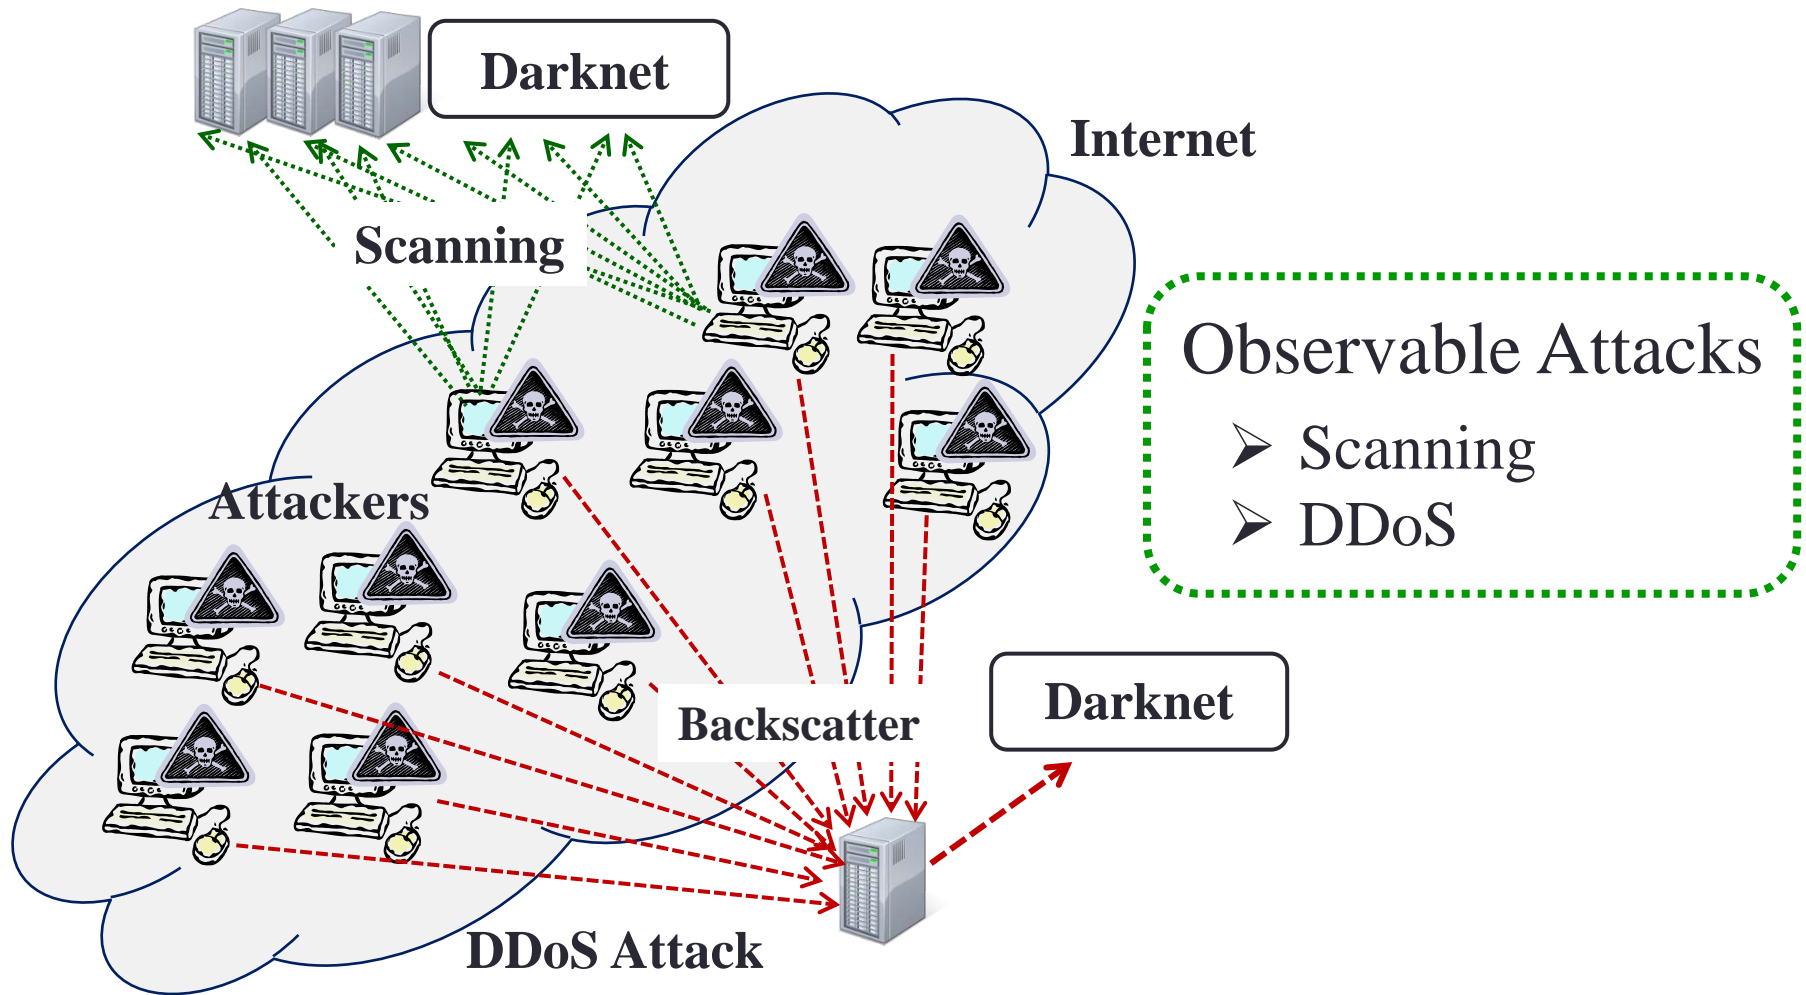 Darknet
Internet
Scanning
Observable Attacks
Scanning
DDoS
Attackers
Darknet
Backscatter
DDoS Attack